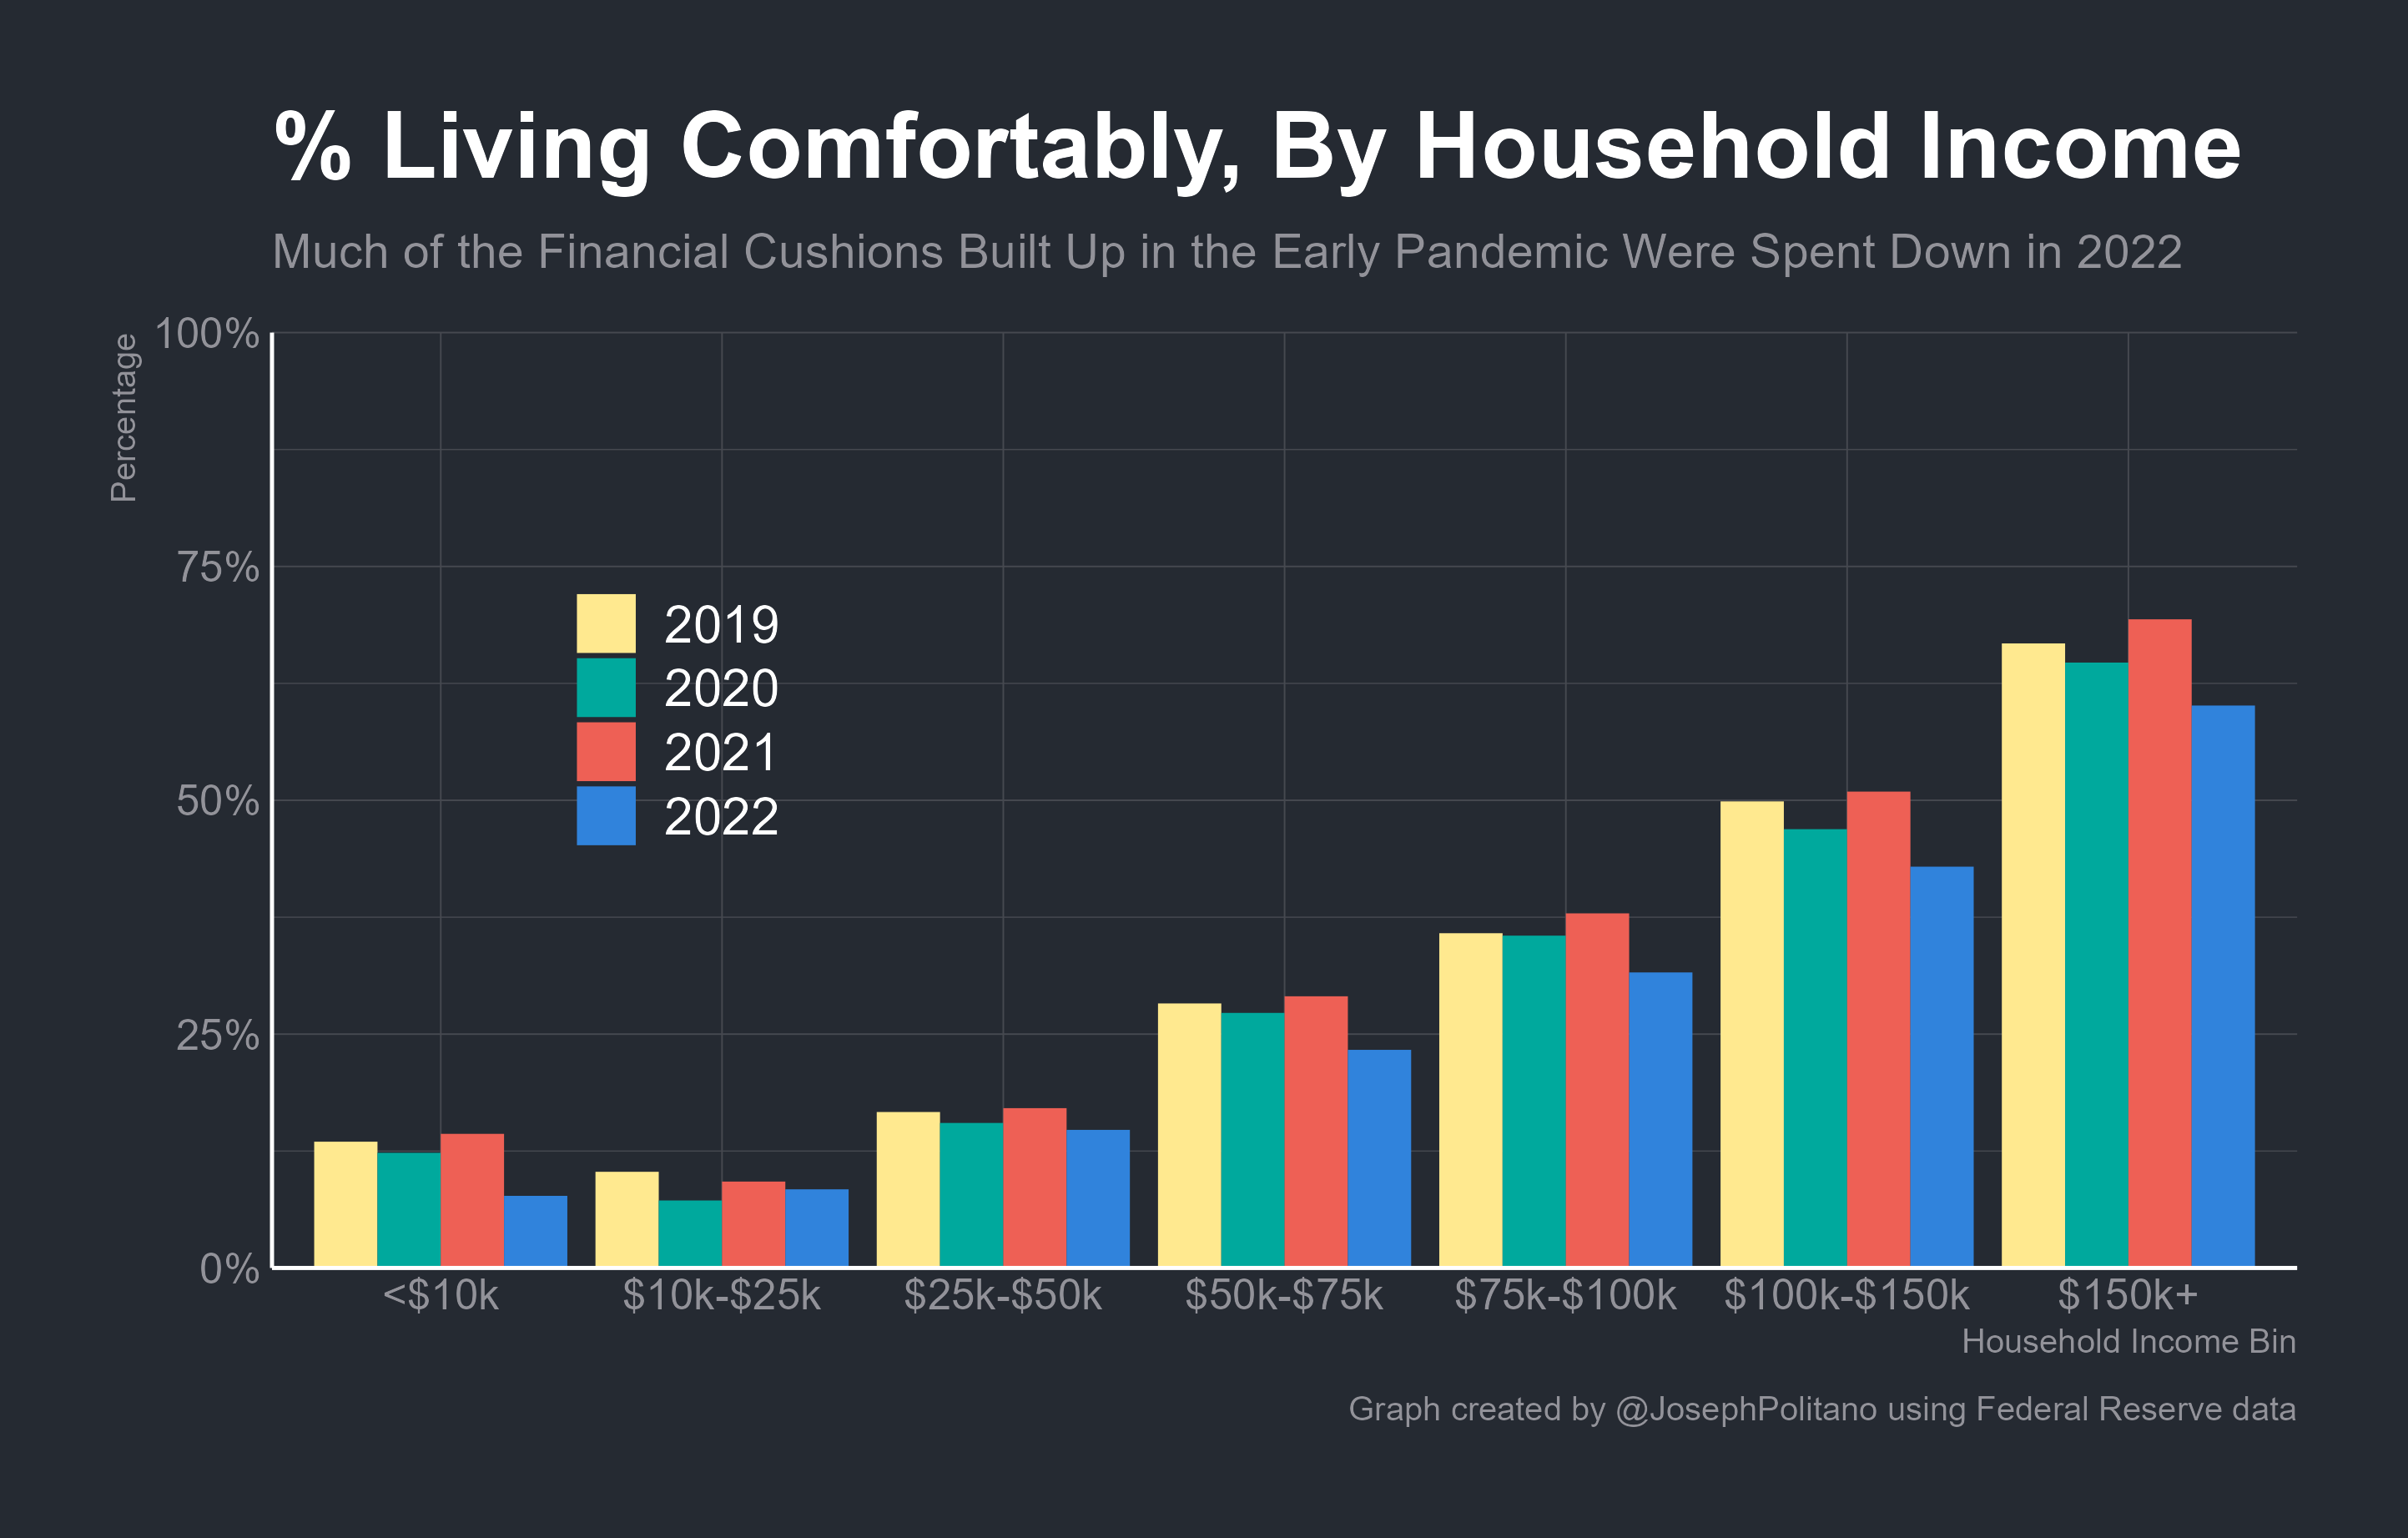 % Living Comfortably, By Household Income
Much of the Financial Cushions Built Up in the Early Pandemic Were Spent Down in 2022
Percentage
100%
75%
50%
25%
0%
2019
2020
2021
2022
<$10k
$10k-$25k
$25k-$50k
$50k-$75k
$75k-$100k
$100k-$150k
$150k+
Household Income Bin
Graph created by @JosephPolitano using Federal Reserve data